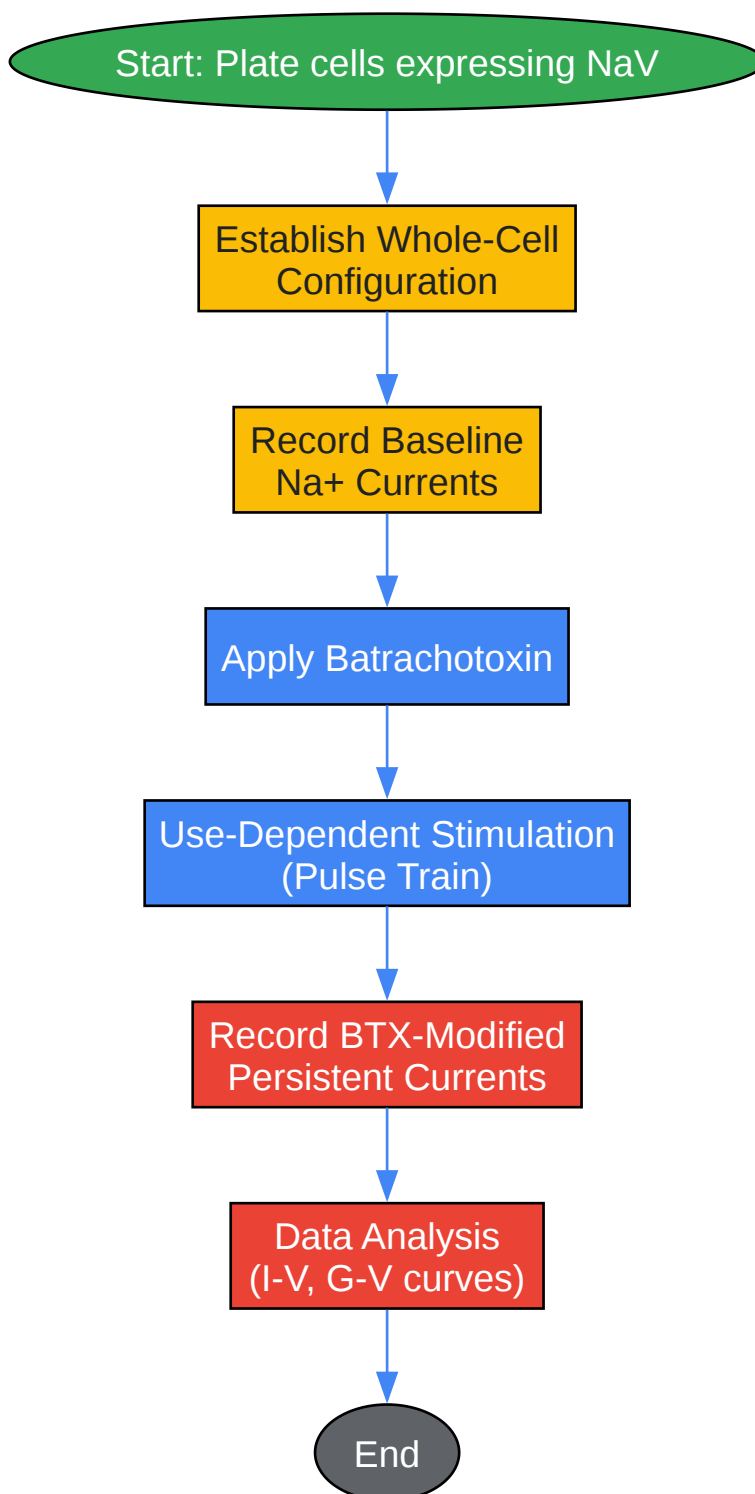 Start: Plate cells expressing NaV
Establish Whole-Cell
Configuration
Record Baseline
Na+ Currents
Apply Batrachotoxin
Use-Dependent Stimulation
(Pulse Train)
Record BTX-Modified
Persistent Currents
Data Analysis
(I-V, G-V curves)
End